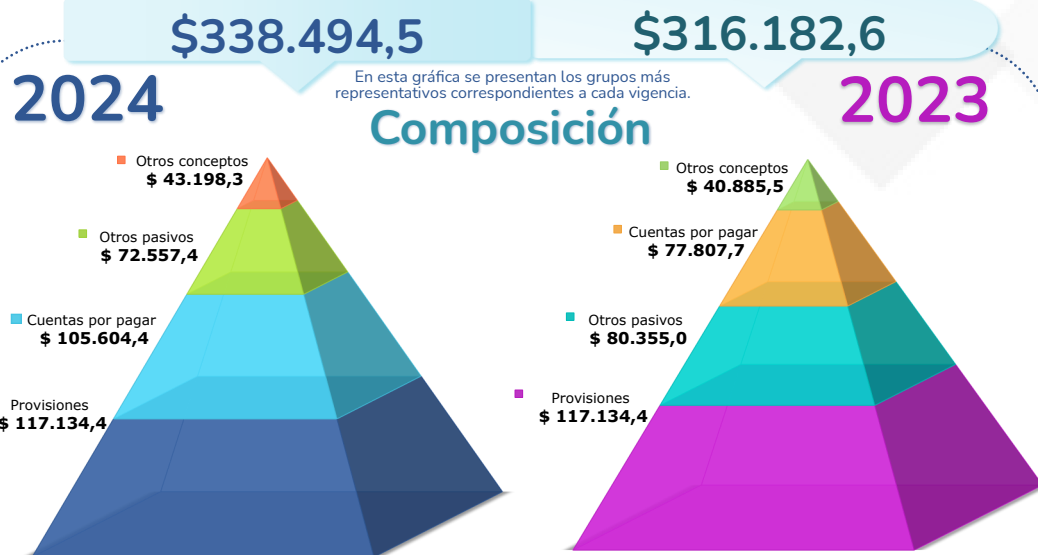 $338.494,5
$316.182,6
En esta gráfica se presentan los grupos más
representativos correspondientes a cada vigencia.
2024
2023
Composición
Otros conceptos
$ 43.198,3
Otros pasivos
$ 72.557,4
Cuentas por pagar
$ 105.604,4
Provisiones
$ 117.134,4
Otros conceptos
$ 40.885,5
Cuentas por pagar
$ 77.807,7
Otros pasivos
$ 80.355,0
Provisiones
$ 117.134,4